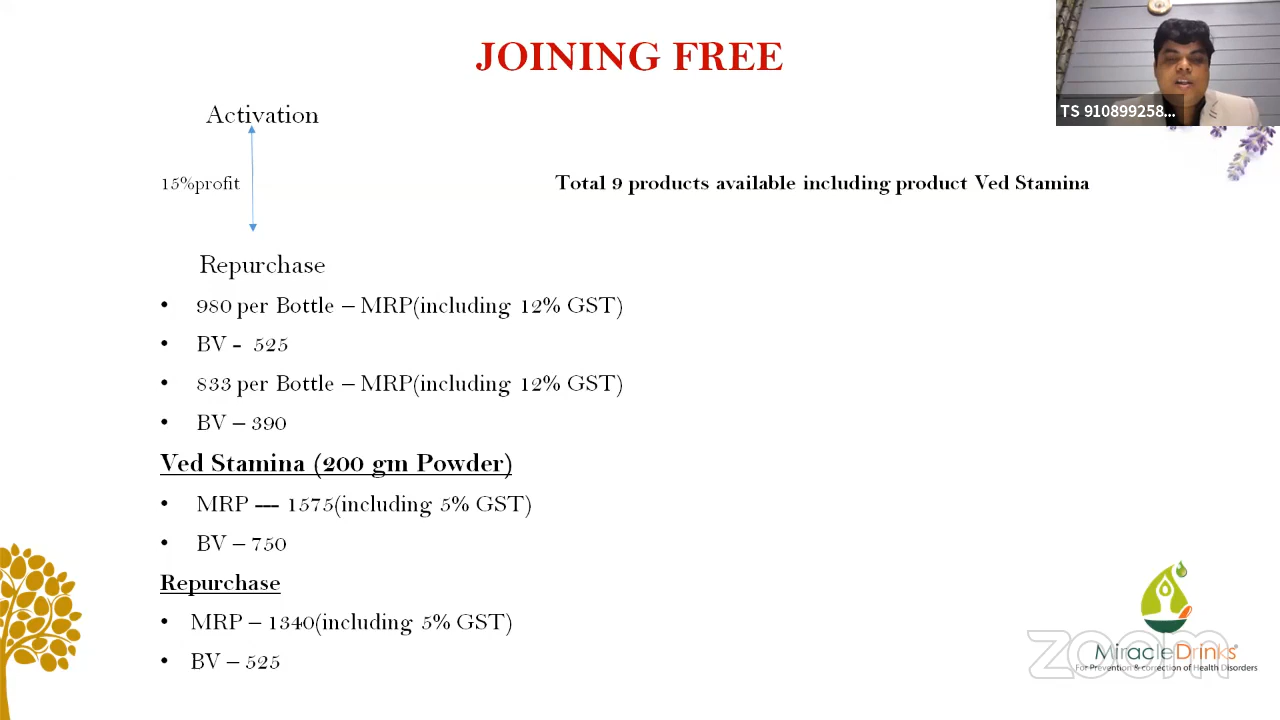 JOINING FREE
TS 910899258...
Activation
15%profit
Total 9 products available including product Ved Stamina
Repurchase
• 980 per Bottle – MRP(including 12% GST)
• BV - 525
• 833 per Bottle – MRP(including 12% GST)
• BV – 390
Ved Stamina (200 gm Powder)
• MRP --- 1575(including 5% GST)
• BV – 750
Repurchase
• MRP – 1340(including 5% GST)
• BV – 525
zoom
MiracleDrinks
For Prevention & correction of Health Disorders